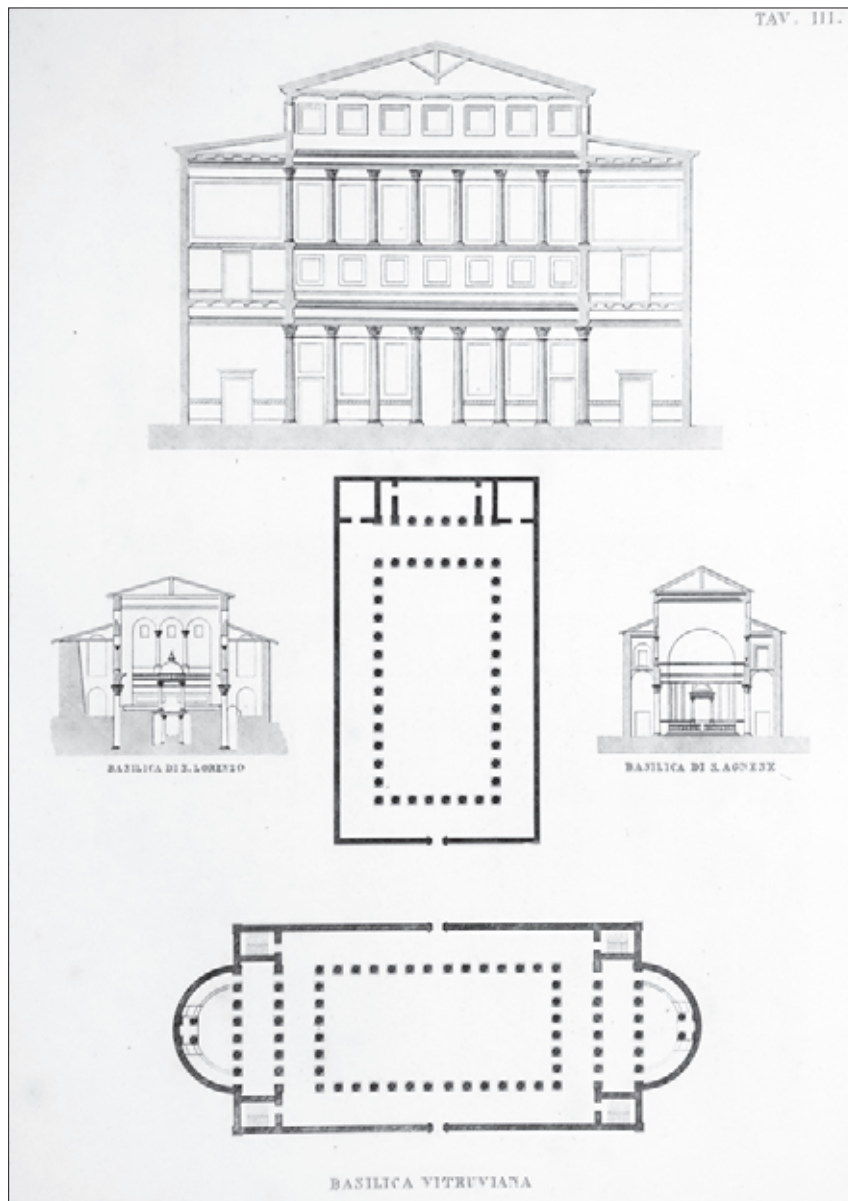 TAV. III.
BASILICA DI S. LORENZO
BASILICA DI S. AGNESE
BASILICA VITRUVIANA